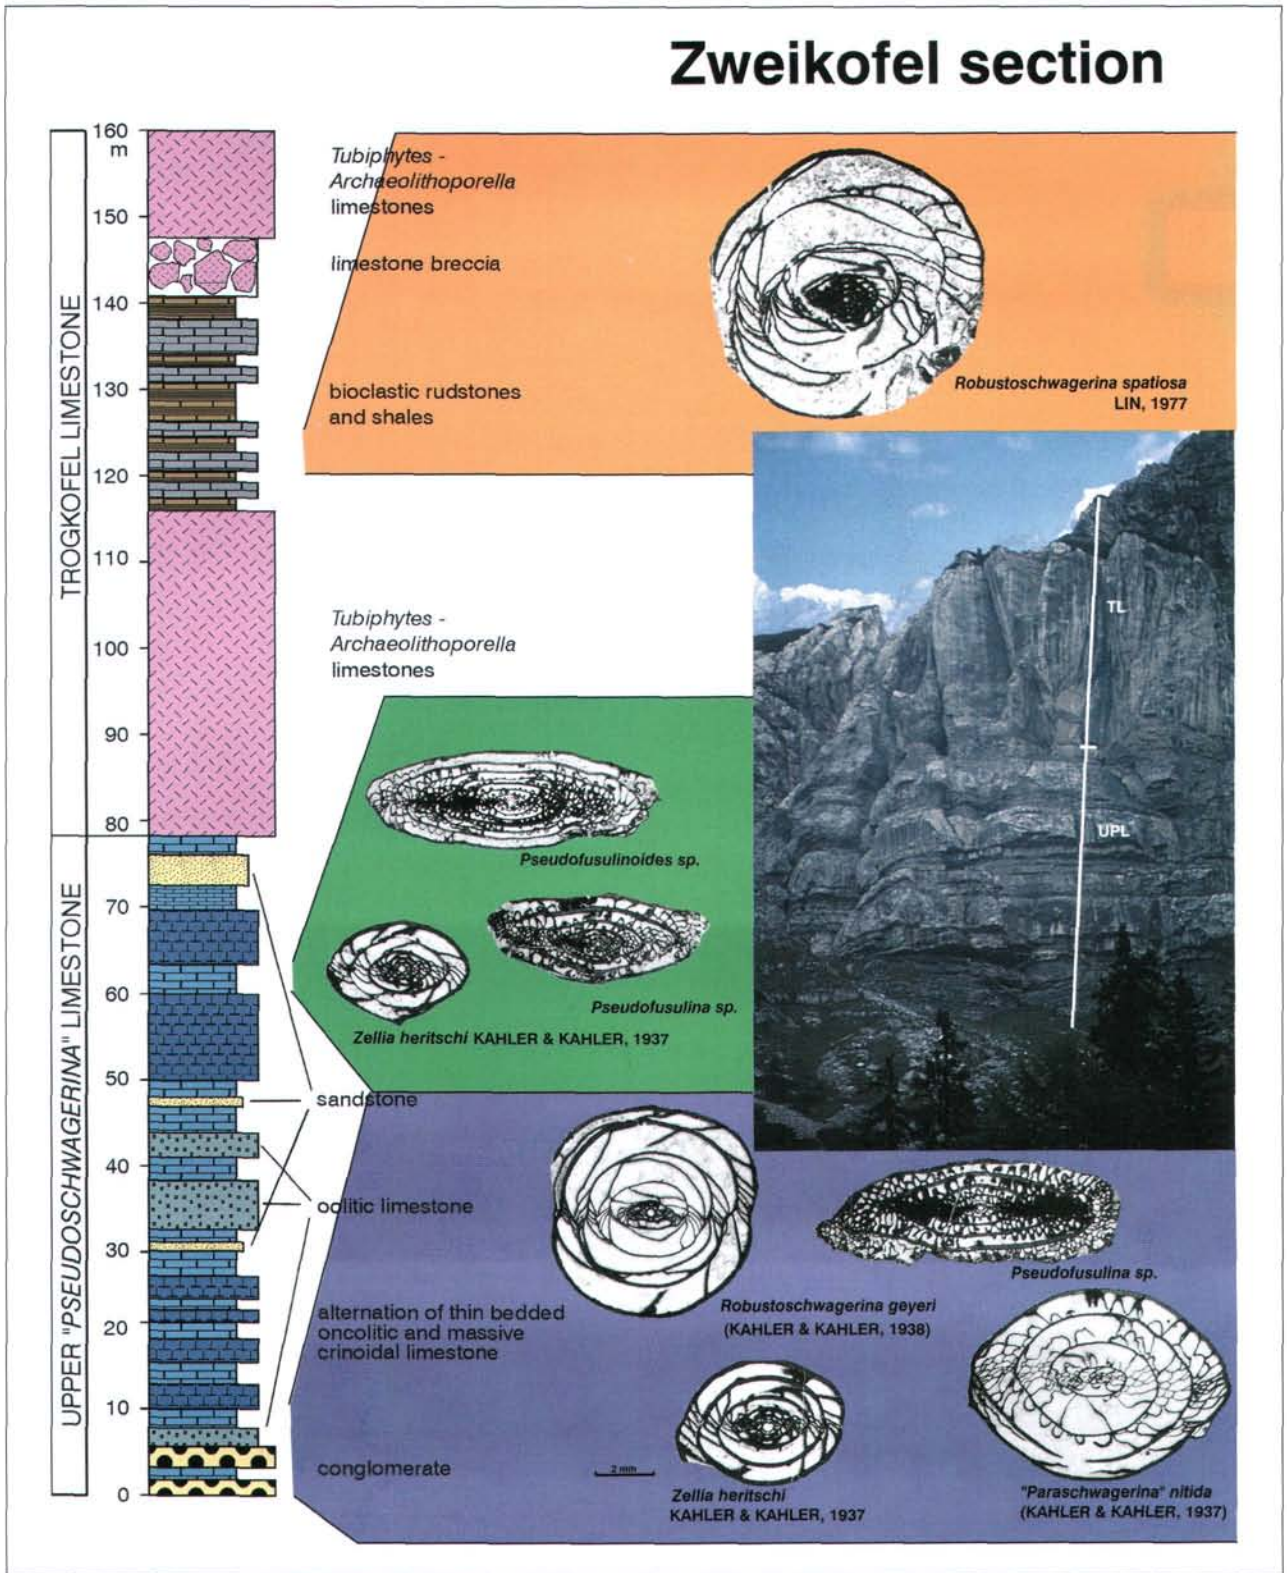 Zweikofel section
160
m
150
140
130
120
110
100
90
80
70
60
50
40
30
20
10
0
TROGKOFEL LIMESTONE
UPPER "PSEUDOSCHWAGERINA" LIMESTONE
Tubiphytes -
Archaeolithoporella
limestones
limestone breccia
bioclastic rudstones
and shales
Robustoschwagerina spatiosa
LIN, 1977
Tubiphytes -
Archaeolithoporella
limestones
TL
UPL
Pseudofusulinoides sp.
Pseudofusulina sp.
Zellia heritschi KAHLER & KAHLER, 1937
sandstone
oolitic limestone
alternation of thin bedded
oncolitic and massive
crinoidal limestone
conglomerate
Robustoschwagerina geyeri
(KAHLER & KAHLER, 1938)
Pseudofusulina sp.
2 mm
Zellia heritschi
KAHLER & KAHLER, 1937
"Paraschwagerina" nitida
(KAHLER & KAHLER, 1937)